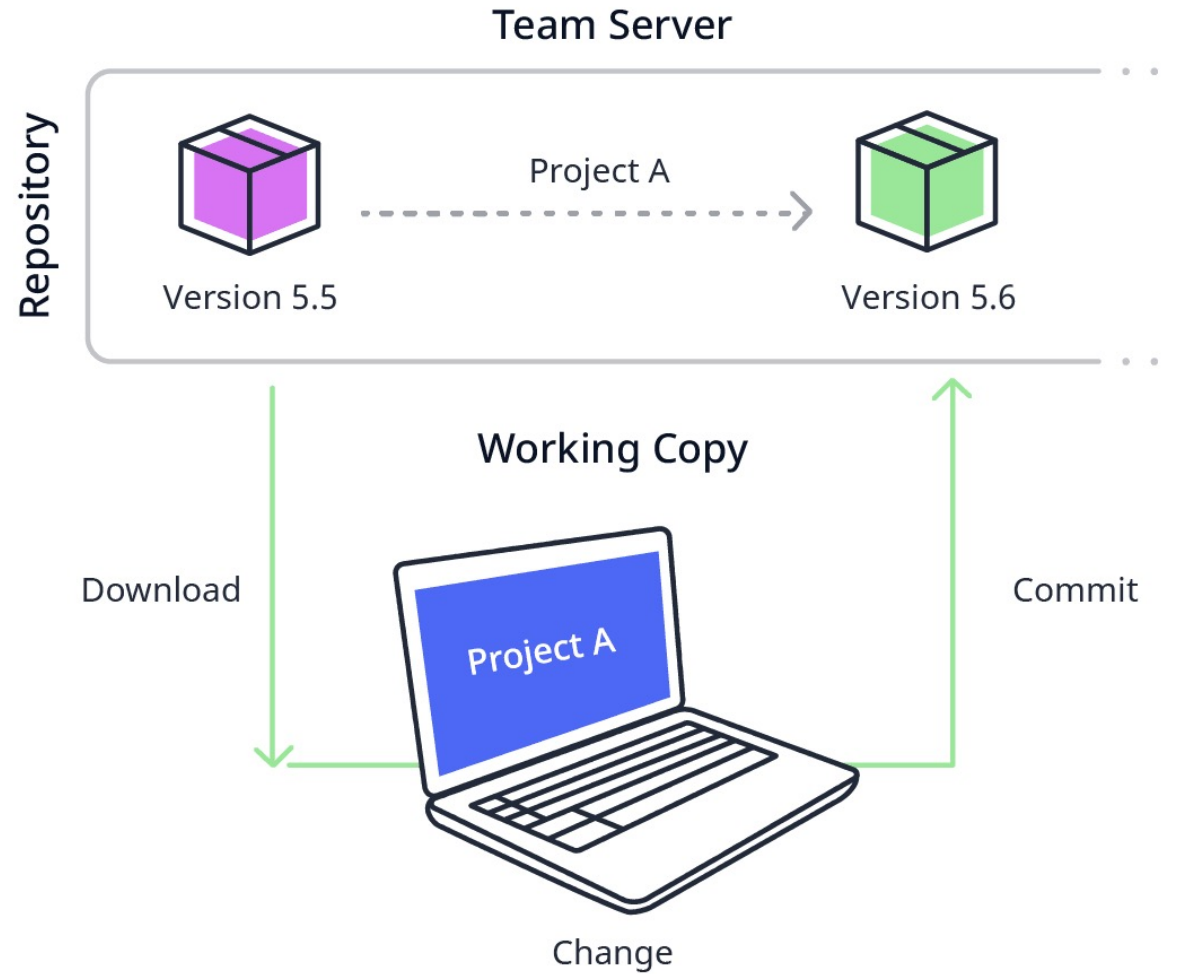 Team Server
Repository
Project A
Version 5.5
Version 5.6
Working Copy
Download
Commit
Project A
Change